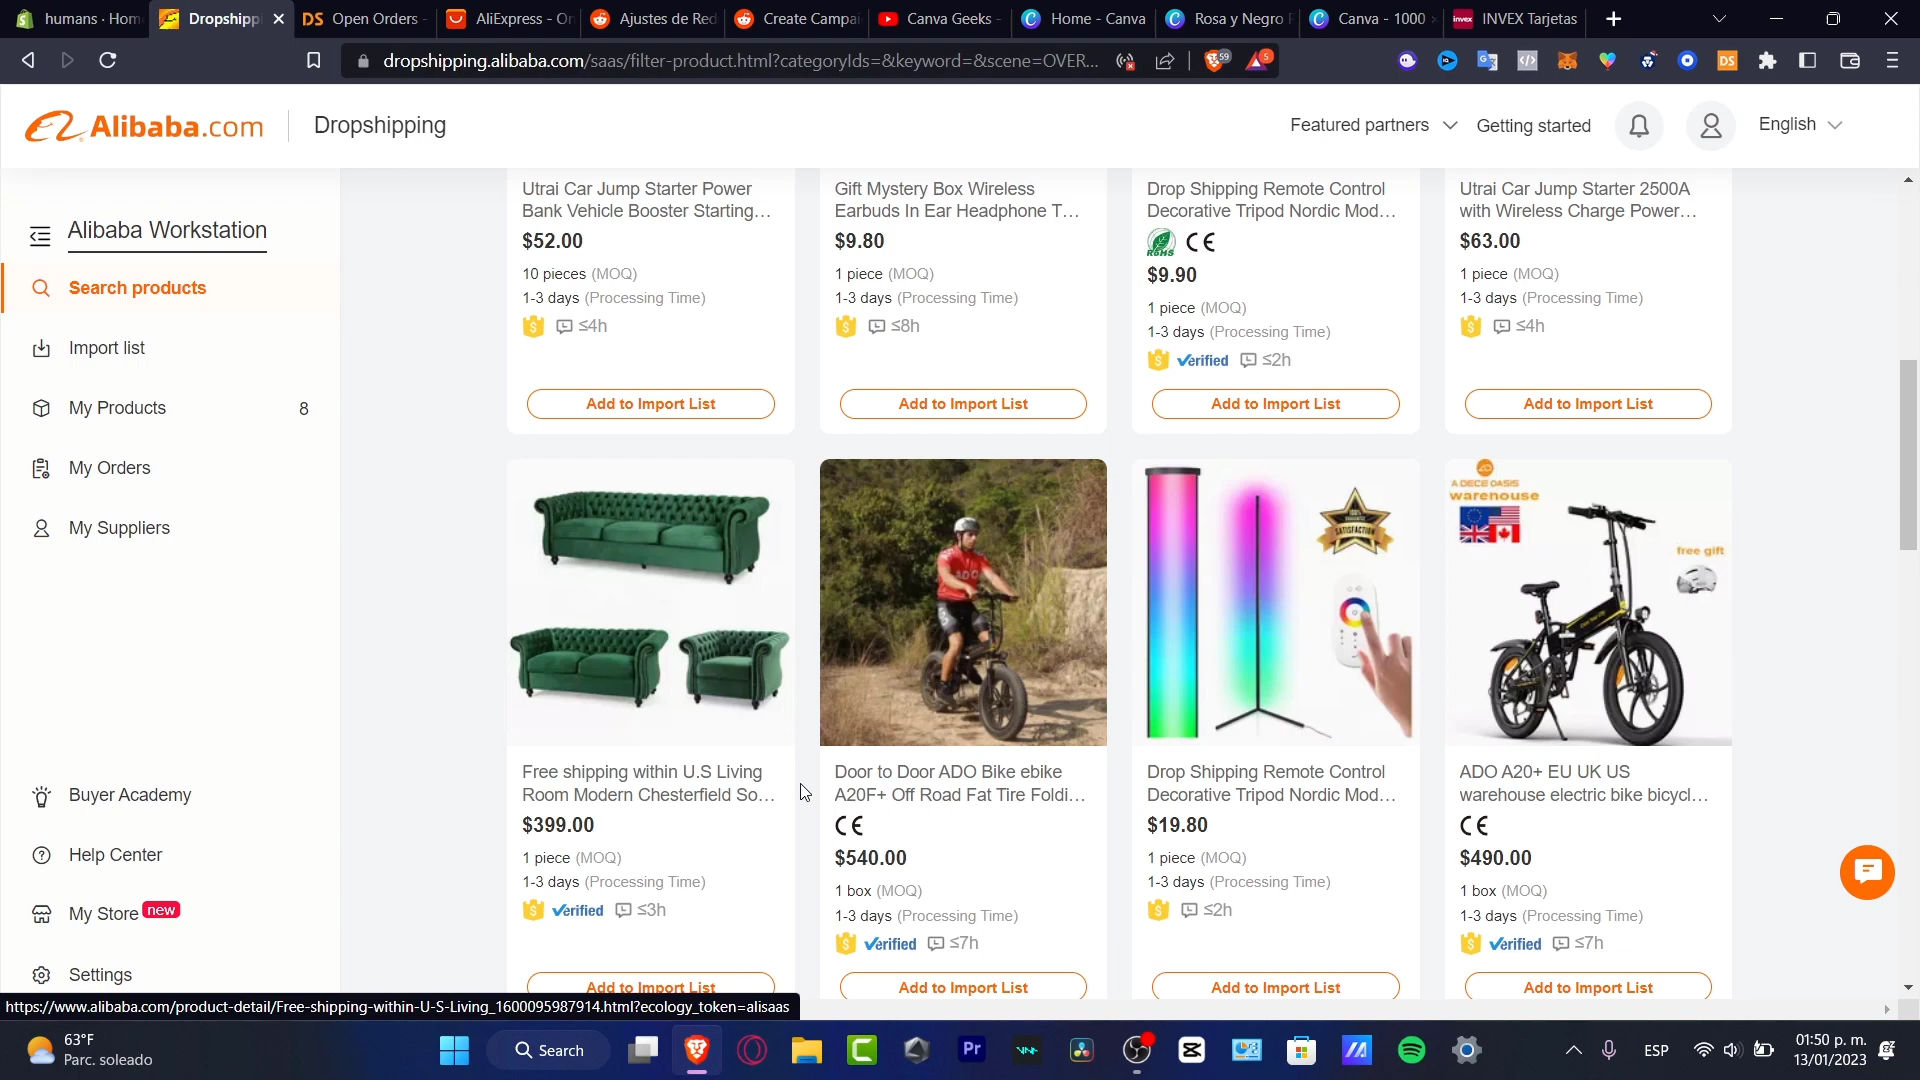 humans · Hom
Dropshipp
DS Open Orders -
AliExpress - On
Ajustes de Red
Create Campai
Canva Geeks -
Home - Canva
Rosa y Negro
Canva - 1000
invex INVEX Tarjetas
dropshipping.alibaba.com/saas/filter-product.html?categoryIds=&keyword=&scene=OVER...
59
5
DS
Alibaba.com
Dropshipping
Featured partners
Getting started
English
Alibaba Workstation
Search products
Import list
My Products 8
My Orders
My Suppliers
Buyer Academy
Help Center
My Store new
Settings
Utrai Car Jump Starter Power
Bank Vehicle Booster Starting...
$52.00
10 pieces (MOQ)
1-3 days (Processing Time)
$ ≤4h
Add to Import List
Gift Mystery Box Wireless
Earbuds In Ear Headphone T...
$9.80
1 piece (MOQ)
1-3 days (Processing Time)
$ ≤8h
Add to Import List
Drop Shipping Remote Control
Decorative Tripod Nordic Mod...
RoHS CE
$9.90
1 piece (MOQ)
1-3 days (Processing Time)
$ Verified ≤2h
Add to Import List
Utrai Car Jump Starter 2500A
with Wireless Charge Power...
$63.00
1 piece (MOQ)
1-3 days (Processing Time)
$ ≤4h
Add to Import List
Free shipping within U.S Living
Room Modern Chesterfield So...
$399.00
1 piece (MOQ)
1-3 days (Processing Time)
$ Verified ≤3h
Add to Import List
ADO
Door to Door ADO Bike ebike
A20F+ Off Road Fat Tire Foldi...
CE
$540.00
1 box (MOQ)
1-3 days (Processing Time)
$ Verified ≤7h
Add to Import List
100%
SATISFACTION
Drop Shipping Remote Control
Decorative Tripod Nordic Mod...
$19.80
1 piece (MOQ)
1-3 days (Processing Time)
$ ≤2h
Add to Import List
A DECE OASIS
warehouse
free gift
ADO A20+ EU UK US
warehouse electric bike bicycl...
CE
$490.00
1 box (MOQ)
1-3 days (Processing Time)
$ Verified ≤7h
Add to Import List
https://www.alibaba.com/product-detail/Free-shipping-within-U-S-Living_1600095987914.html?ecology_token=alisaas
63°F
Parc. soleado
Search
Pr
ESP
01:50 p. m.
13/01/2023